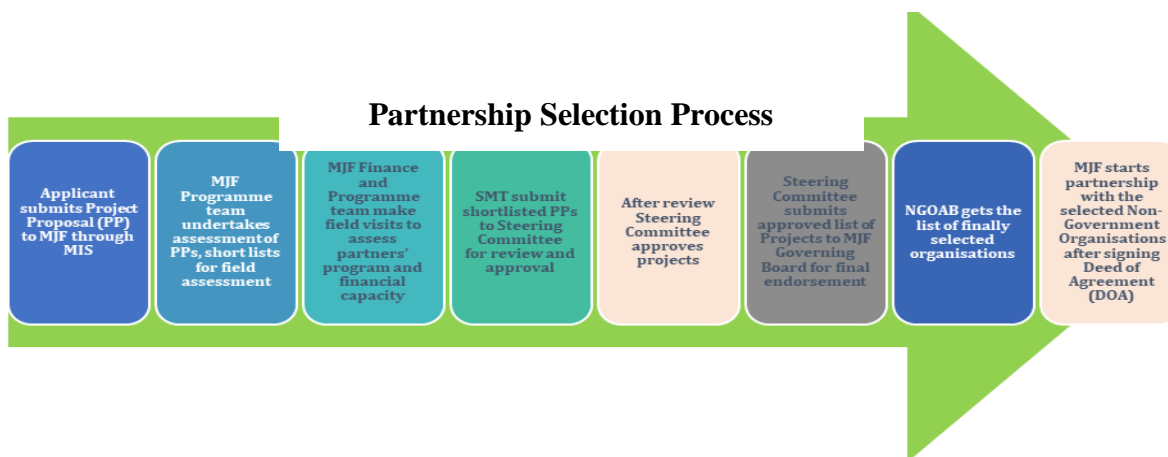 Partnership Selection Process
Applicant
submits Project
Proposal (PP)
to MJF through
MIS
MJF
Programme
team
undertakes
assessment of
PPs, short lists
for field
assessment
MJF Finance
and
Programme
team make
field visits to
assess
partners'
program and
financial
capacity
SMT submit
shortlisted PPs
to Steering
Committee
for review and
approval
After review
Steering
Committee
approves
projects
Steering
Committee
submits
approved list of
Projects to MJF
Governing
Board for final
endorsement
NGOAB gets the
list of finally
selected
organisations
MJF starts
partnership
with the
selected Non-
Government
Organisations
after signing
Deed of
Agreement
(DOA)